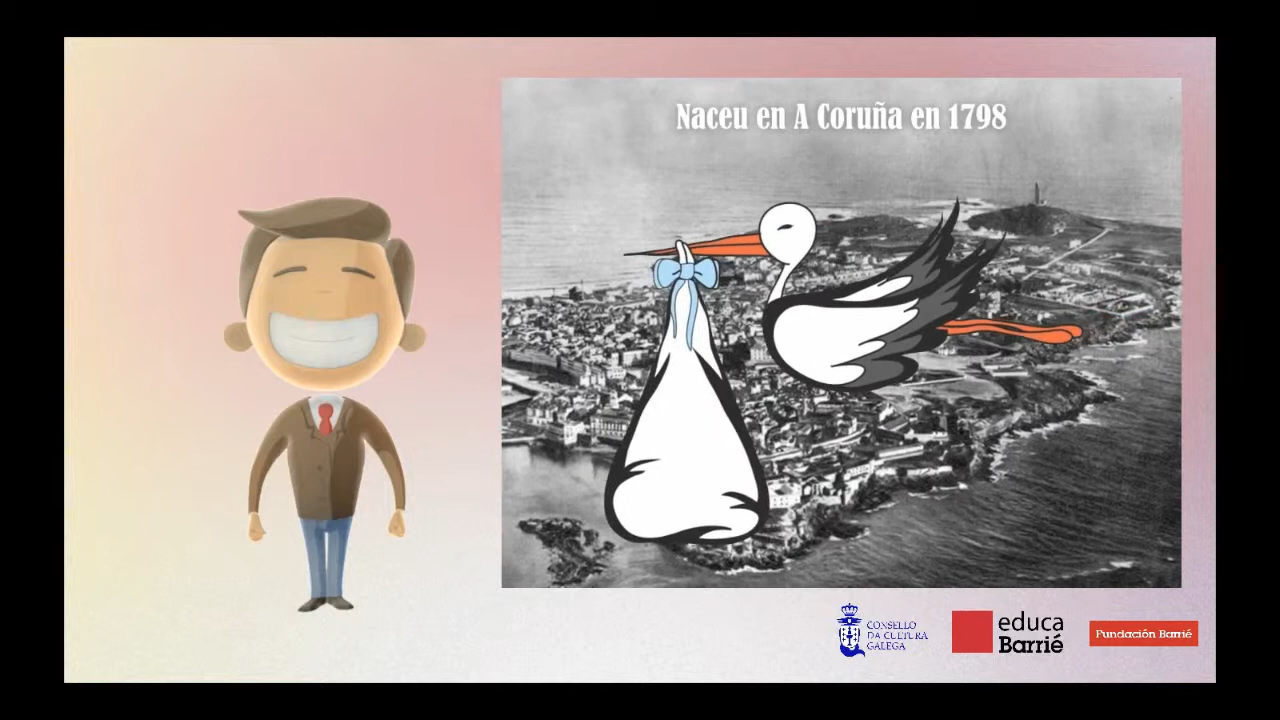 Naceu en A Coruña en 1798
CONSELLO
DA CULTURA
GALEGA
educa
Barrié
Fundación Barrié